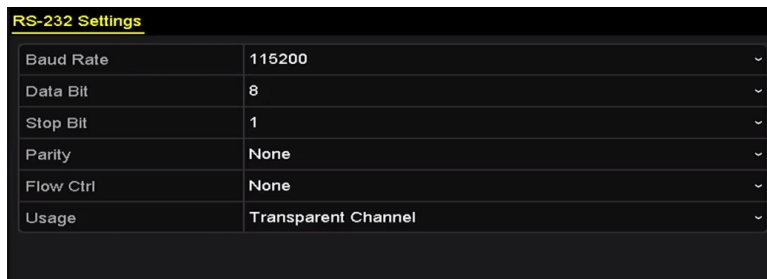 RS-232 Settings
Baud Rate 115200
Data Bit 8
Stop Bit 1
Parity None
Flow Ctrl None
Usage Transparent Channel